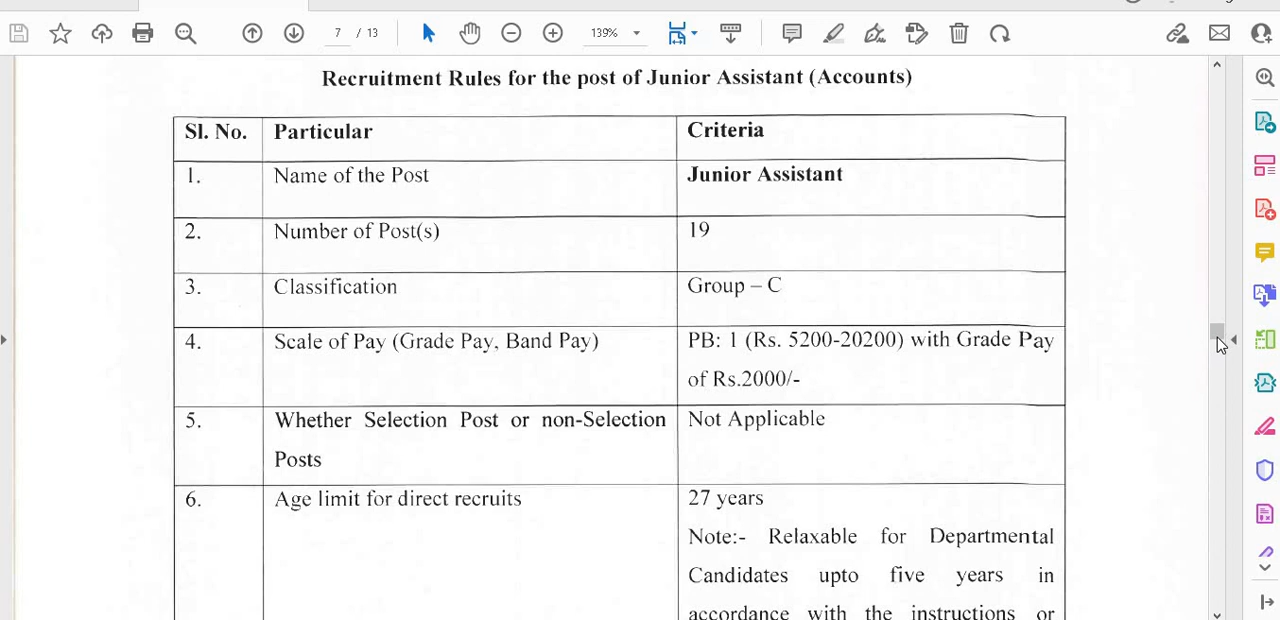 7 / 13
139%
Recruitment Rules for the post of Junior Assistant (Accounts)
Sl. No. Particular Criteria
1. Name of the Post Junior Assistant
2. Number of Post(s) 19
3. Classification Group – C
4. Scale of Pay (Grade Pay, Band Pay) PB: 1 (Rs. 5200-20200) with Grade Pay
of Rs.2000/-
5. Whether Selection Post or non-Selection Not Applicable
Posts
6. Age limit for direct recruits 27 years
Note:- Relaxable for Departmental
Candidates upto five years in
accordance with the instructions or